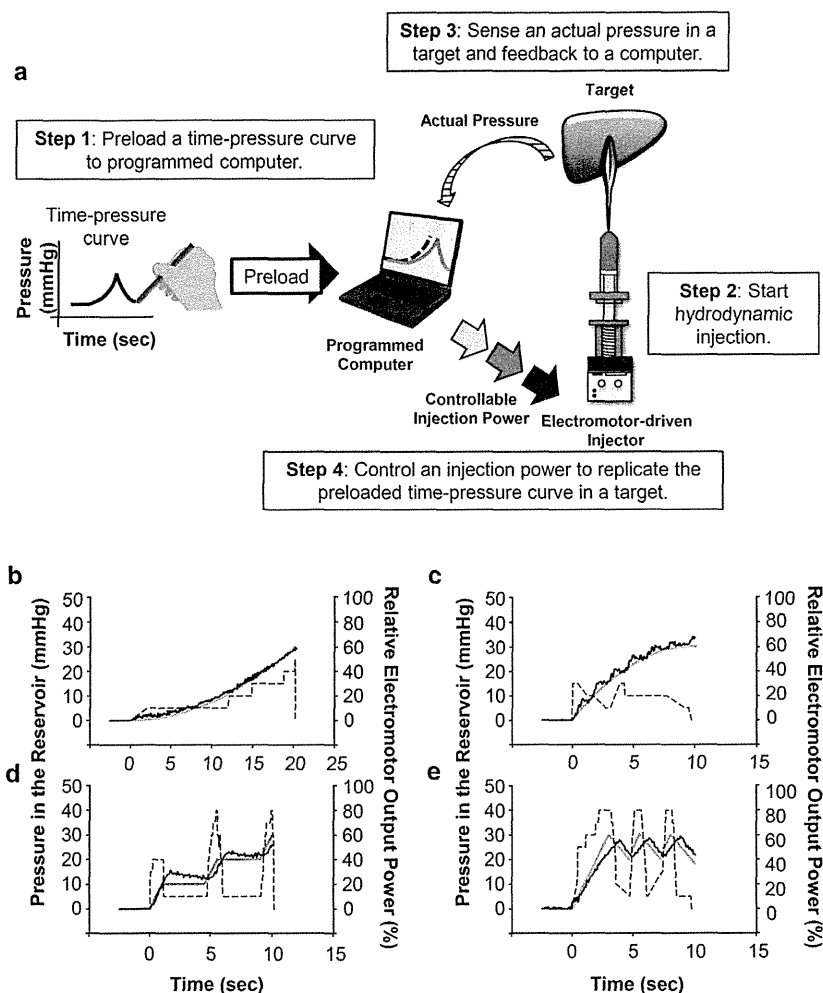 Step 3: Sense an actual pressure in a
target and feedback to a computer.
a
Target
Actual Pressure
Step 1: Preload a time-pressure curve
to programmed computer.
Time-pressure
curve
Pressure
(mmHg)
Time (sec)
Preload
Programmed
Computer
Step 2: Start
hydrodynamic
injection.
Controllable
Injection Power
Electromotor-driven
Injector
Step 4: Control an injection power to replicate the
preloaded time-pressure curve in a target.
b
50
40
30
20
10
0
100
80
60
40
20
0
0 5 10 15 20 25
c
50
40
30
20
10
0
100
80
60
40
20
0
0 5 10 15
d
50
40
30
20
10
0
100
80
60
40
20
0
0 5 10 15
e
50
40
30
20
10
0
100
80
60
40
20
0
0 5 10 15
Pressure in the Reservoir (mmHg)
Relative Electromotor Output Power (%)
Pressure in the Reservoir (mmHg)
Relative Electromotor Output Power (%)
Time (sec)
Time (sec)